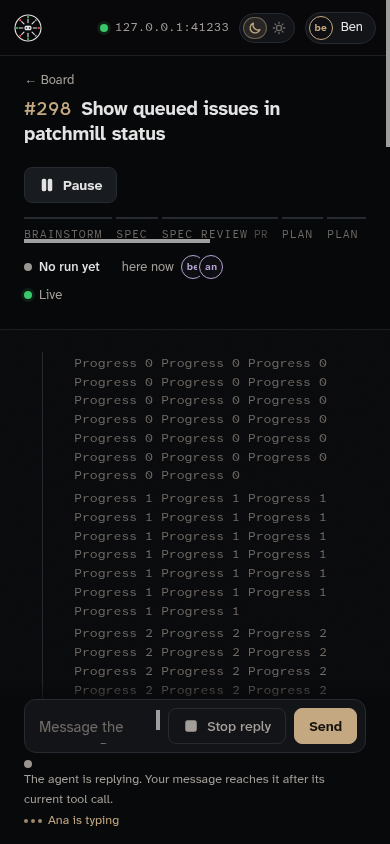 127.0.0.1:41233
be Ben
← Board
#298 Show queued issues in
patchmill status
Pause
BRAINSTORM SPEC SPEC REVIEW PR PLAN PLAN
No run yet here now be an
Live
Progress 0 Progress 0 Progress 0
Progress 0 Progress 0 Progress 0
Progress 0 Progress 0 Progress 0
Progress 0 Progress 0 Progress 0
Progress 0 Progress 0 Progress 0
Progress 0 Progress 0 Progress 0
Progress 0 Progress 0
Progress 1 Progress 1 Progress 1
Progress 1 Progress 1 Progress 1
Progress 1 Progress 1 Progress 1
Progress 1 Progress 1 Progress 1
Progress 1 Progress 1 Progress 1
Progress 1 Progress 1 Progress 1
Progress 1 Progress 1
Progress 2 Progress 2 Progress 2
Progress 2 Progress 2 Progress 2
Progress 2 Progress 2 Progress 2
Progress 2 Progress 2 Progress 2
Message the Stop reply Send
The agent is replying. Your message reaches it after its
current tool call.
Ana is typing